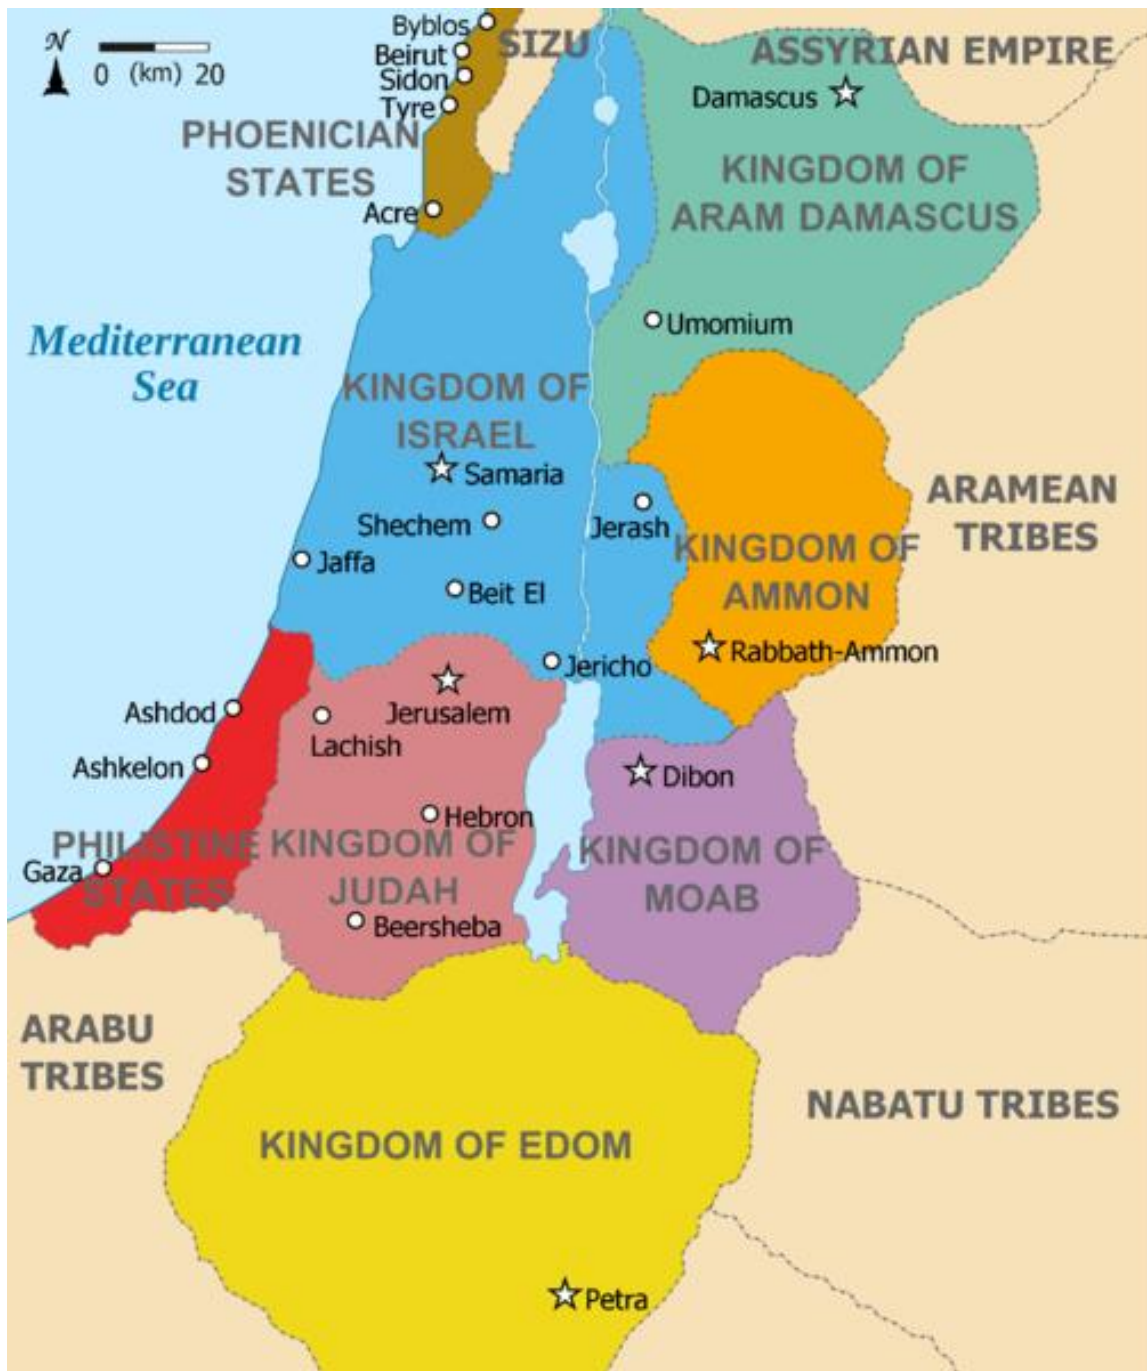 Byblos
SIZU
N
0 (km) 20
Beirut
ASSYRIAN EMPIRE
Sidon
Damascus
Tyre
PHOENICIAN
STATES
KINGDOM OF
ARAM DAMASCUS
Acre
Umomium
Mediterranean
Sea
KINGDOM OF
ISRAEL
Samaria
ARAMEAN
TRIBES
Shechem
Jerash
KINGDOM OF
AMMON
Jaffa
Beit El
Rabbath-Ammon
Jericho
Ashdod
Jerusalem
Lachish
Ashkelon
Dibon
Hebron
PHILISTINE
STATES
Gaza
KINGDOM OF
JUDAH
KINGDOM OF
MOAB
Beersheba
ARABU
TRIBES
NABATU TRIBES
KINGDOM OF EDOM
Petra